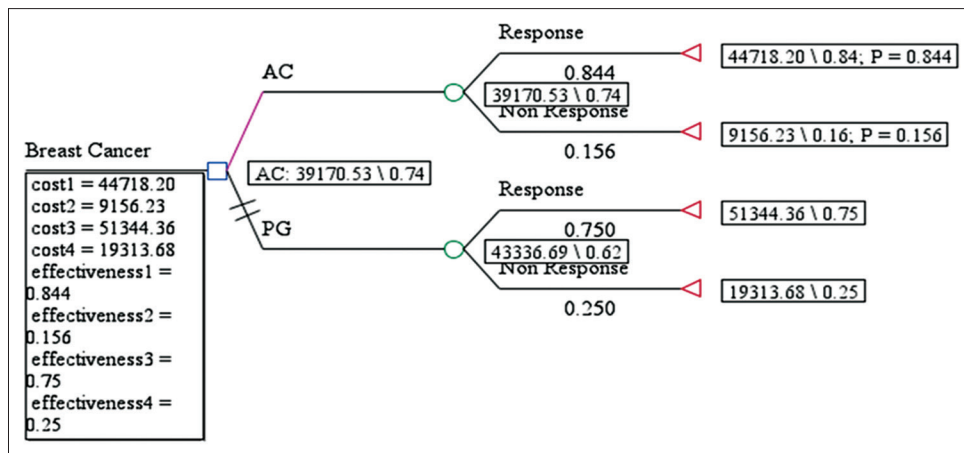 Response
AC
0.844
44718.20 \ 0.84; P = 0.844
39170.53 \ 0.74
Non Response
0.156
9156.23 \ 0.16; P = 0.156
Breast Cancer
AC: 39170.53 \ 0.74
cost1 = 44718.20
cost2 = 9156.23
cost3 = 51344.36
cost4 = 19313.68
effectiveness1 =
0.844
effectiveness2 =
0.156
effectiveness3 =
0.75
effectiveness4 =
0.25
Response
PG
0.750
51344.36 \ 0.75
43336.69 \ 0.62
Non Response
0.250
19313.68 \ 0.25